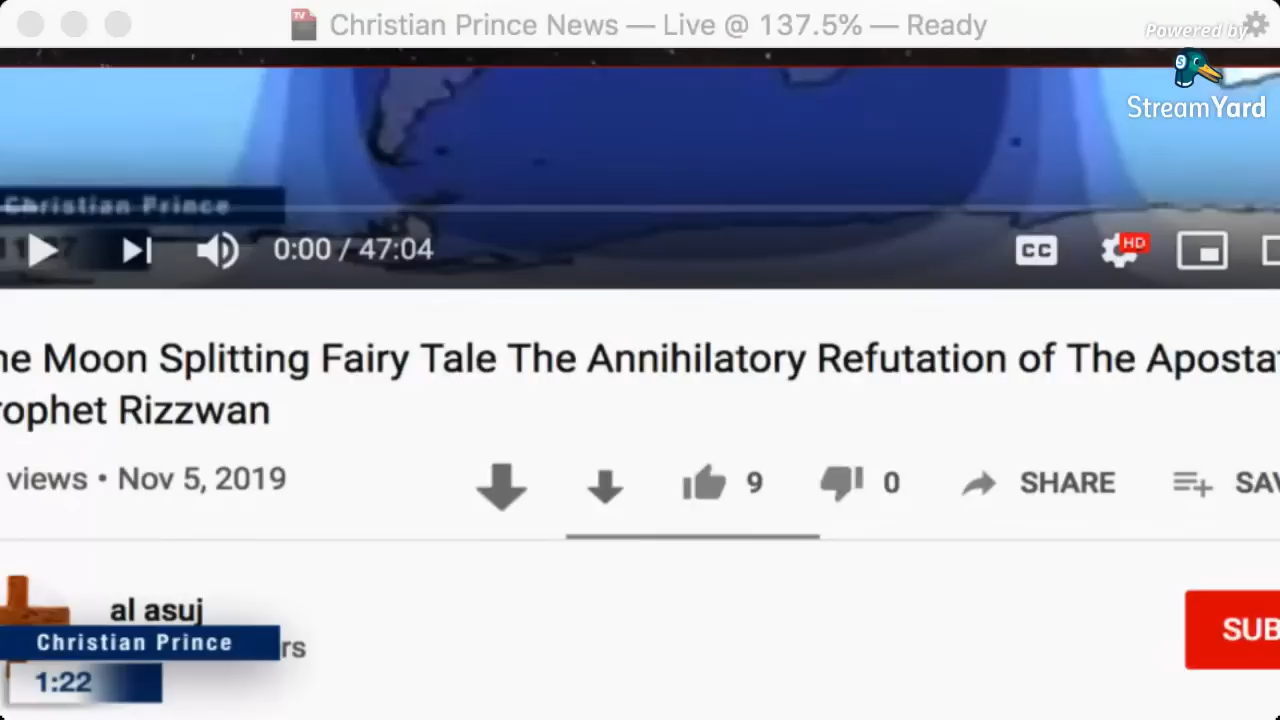 Christian Prince News — Live @ 137.5% — Ready
Powered by
StreamYard
Christian Prince
0:00 / 47:04
CC
HD
he Moon Splitting Fairy Tale The Annihilatory Refutation of The Apostat
rophet Rizzwan
views • Nov 5, 2019
9
0
SHARE
SAV
al asuj
rs
Christian Prince
1:22
SUB